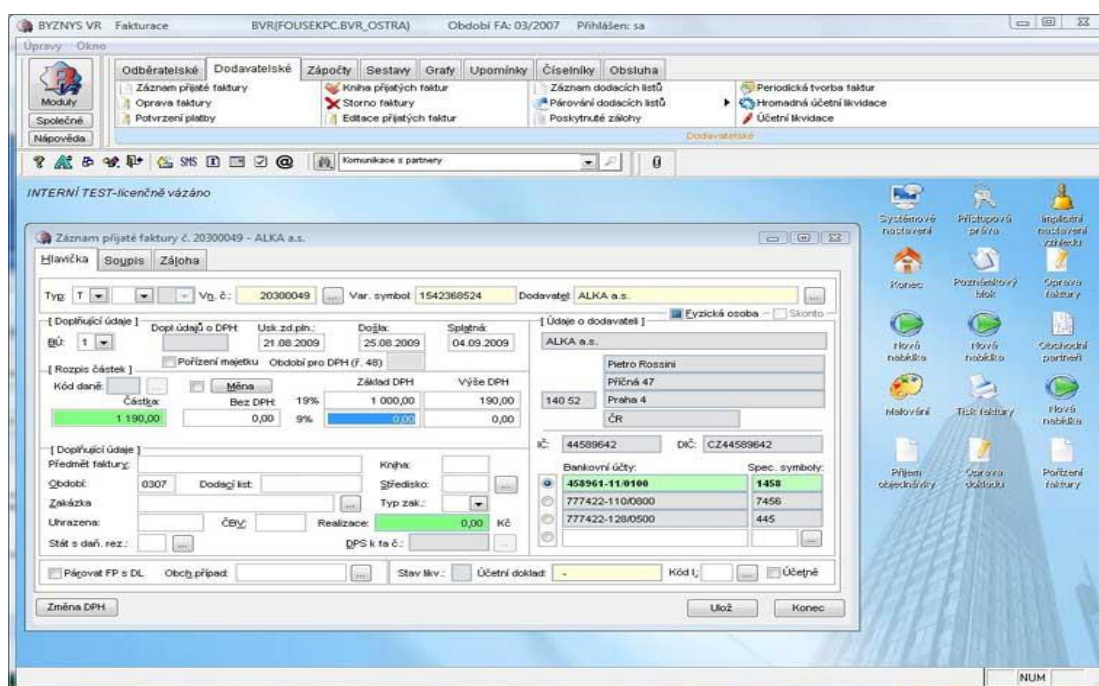 BYZNYS VR Fakturace BVR(FOUSEKPC.BVR_OSTRA) Období FA: 03/2007 Přihlášen: sa
Úpravy Okno
Odběratelské Dodavatelské Zápočty Sestavy Grafy Upomínky Číselníky Obsluha
Moduly
Společné
Nápověda
Záznam přijaté faktury Kniha přijatých faktur Záznam dodacích listů Periodická tvorba faktur
Oprava faktury Storno faktury Párování dodacích listů Hromadná účetní likvidace
Potvrzení platby Editace přijatých faktur Poskytnuté zálohy Účetní likvidace
Dodavatelské
SMS Komunikace s partnery
INTERNÍ TEST-licenčně vázáno
Systémové nastavení
Přístupová práva
Implicitní nastavení vzhledu
Konec
Poznámkový blok
Oprava faktury
Nová nabídka
Nová nabídka
Obchodní partneři
Malování
Tisk faktury
Nová nabídka
Příjem objednávky
Oprava dokladu
Pořízení faktury
Záznam přijaté faktury č. 20300049 - ALKA a.s.
Hlavička Soupis Záloha
Typ: T Vn. č.: 20300049 ... Var. symbol: 1542368524 Dodavatel: ALKA a.s. ...
[ Doplňující údaje ] Dopl.údajů o DPH: Usk.zd.pln.: Došla: Splatná:
BÚ: 1 21.08.2009 25.08.2009 04.09.2009
Pořízení majetku Období pro DPH (ř. 48)
[ Rozpis částek ]
Kód daně: ... Měna Základ DPH Výše DPH
Částka: Bez DPH: 19% 1 000,00 190,00
1 190,00 0,00 9% 0,00 0,00
[ Údaje o dodavateli ] Fyzická osoba Skonto
ALKA a.s.
Pietro Rossini
Příčná 47
140 52 Praha 4
ČR
IČ: 44589642 DIČ: CZ44589642
Bankovní účty: Spec. symboly:
458961-11/0100 1458
777422-110/0800 7456
777422-128/0500 445
...
[ Doplňující údaje ]
Předmět faktury: Kniha:
Období: 0307 Dodací list: Středisko: ...
Zakázka ... Typ zak.:
Uhrazena: ČBV: Realizace: 0,00 Kč
Stát s daň. rez.: ... DPS k fa č.: ...
Párovat FP s DL Obch.případ: ... Stav likv.: Účetní doklad: - Kód l,: ... Účetně
Změna DPH Ulož Konec
NUM